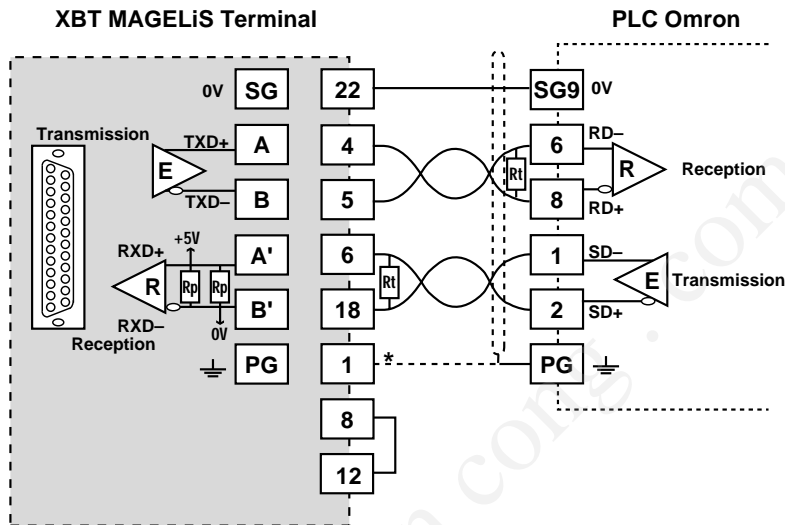 XBT MAGELiS Terminal
PLC Omron
0V SG 22 SG9 0V
Transmission
TXD+ A 4 6 RD–
E Rt R Reception
TXD– B 5 8 RD+
+5V
RXD+ A' 6 1 SD–
R Rp Rp Rt E Transmission
RXD– B' 18 2 SD+
Reception 0V
PG 1 * PG
8
12
n cong . com